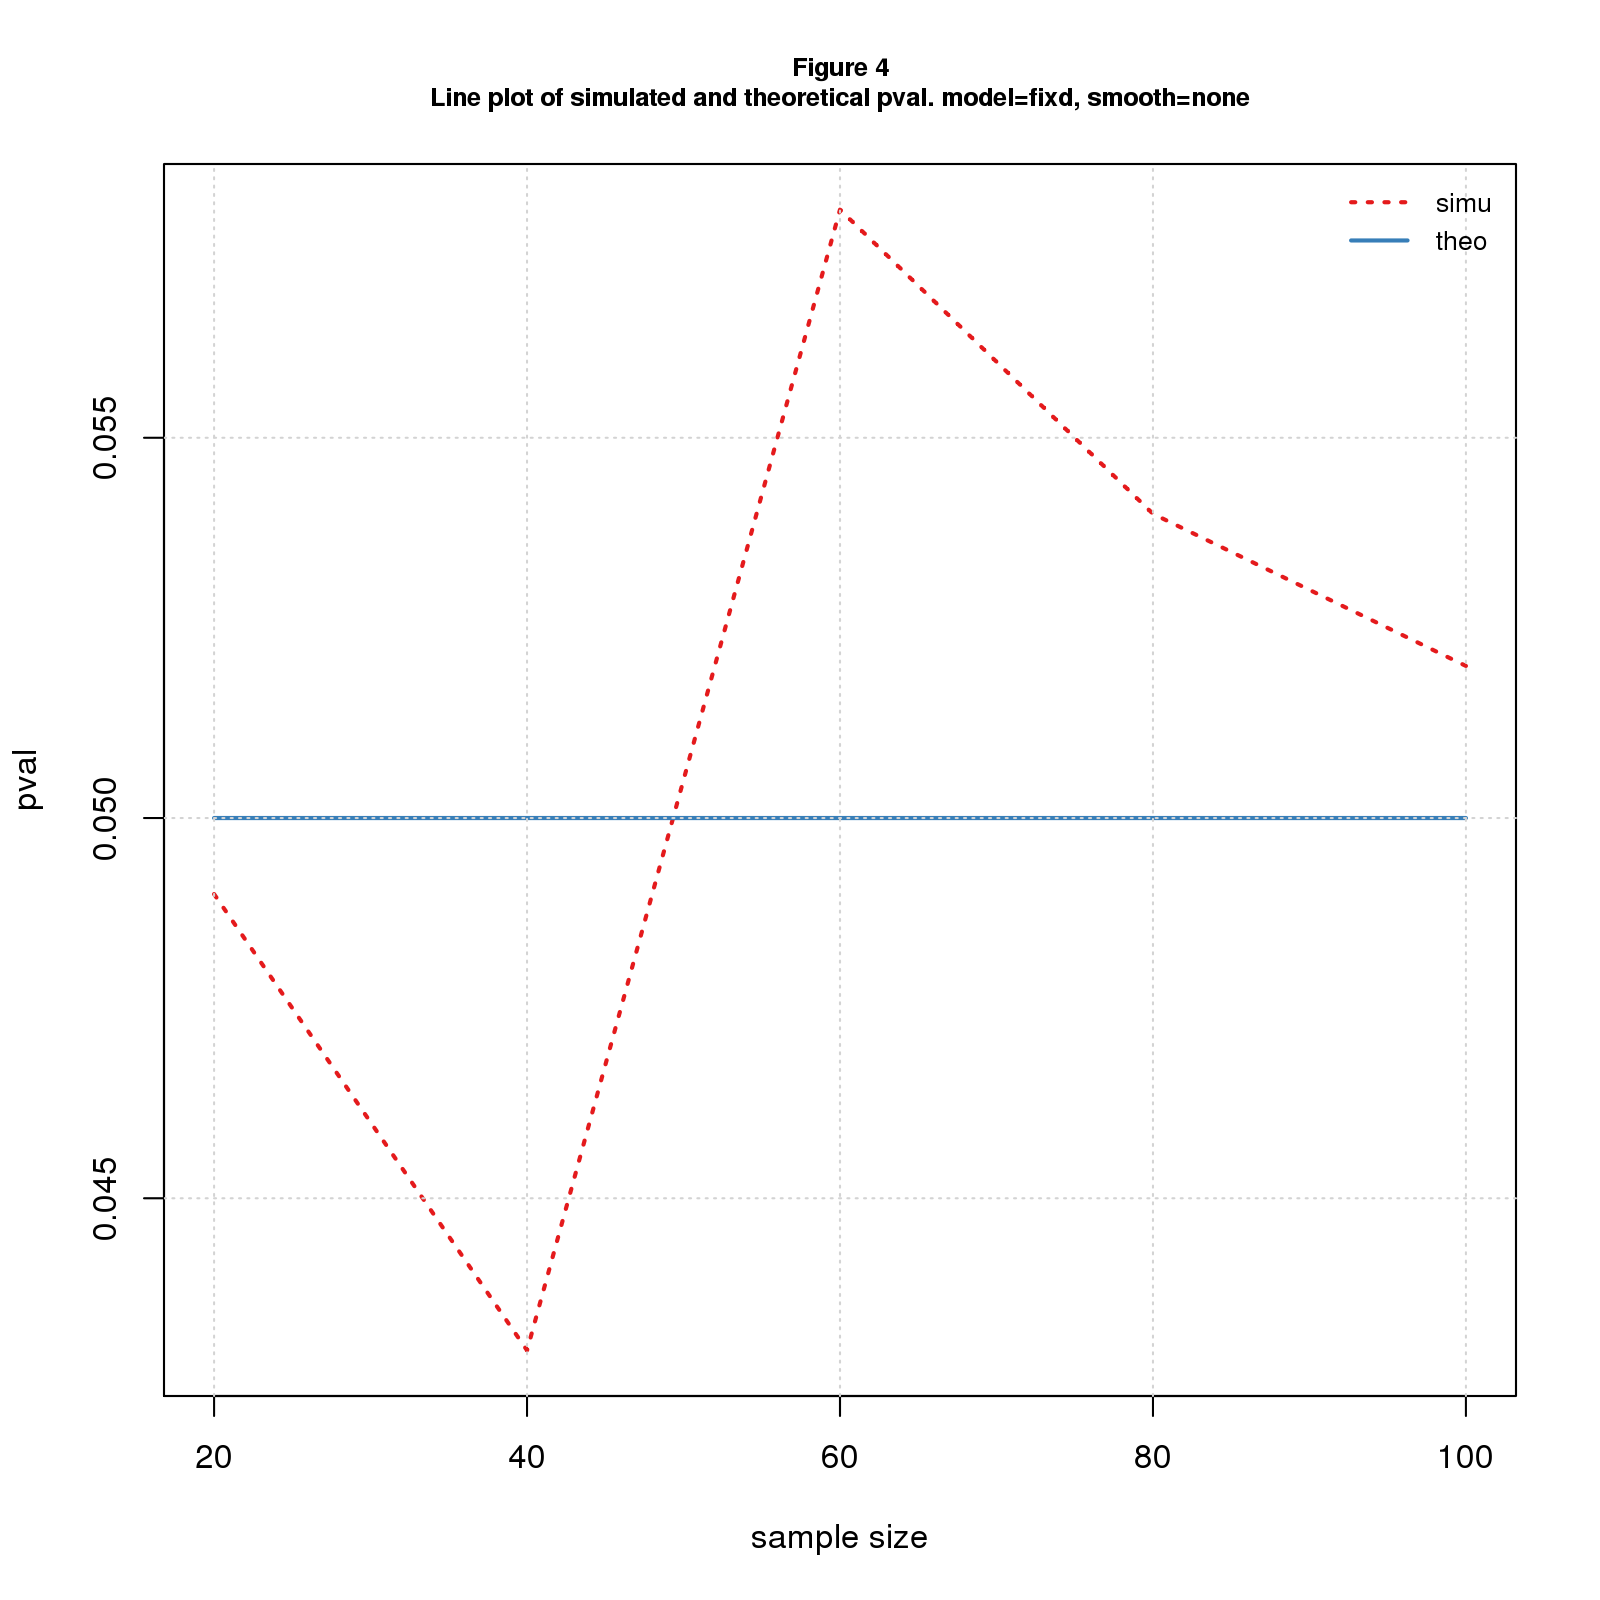 Figure 4
Line plot of simulated and theoretical pval. model=fixd, smooth=none
simu
theo
0.055
0.050
0.045
pval
20 40 60 80 100
sample size